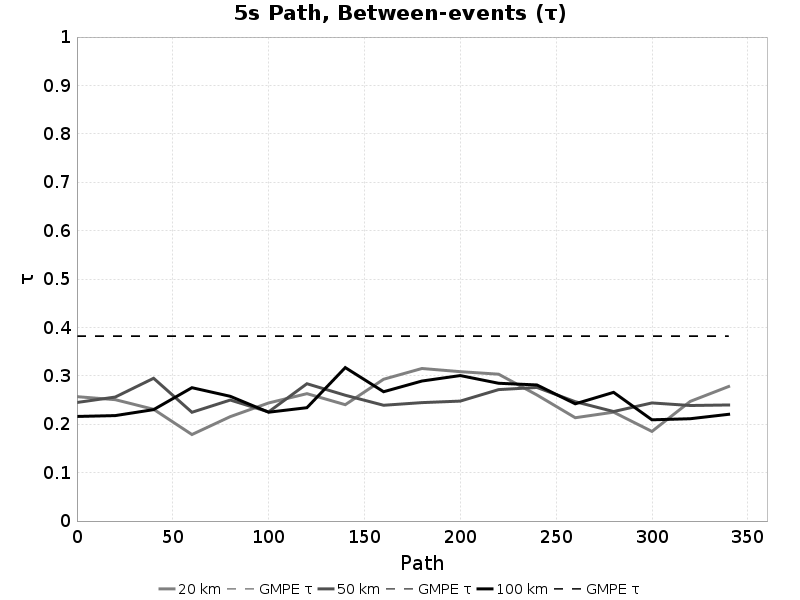 5s Path, Between-events (τ)
1
0.9
0.8
0.7
0.6
0.5
0.4
0.3
0.2
0.1
0
τ
0 50 100 150 200 250 300 350
Path
20 km GMPE τ 50 km GMPE τ 100 km GMPE τ